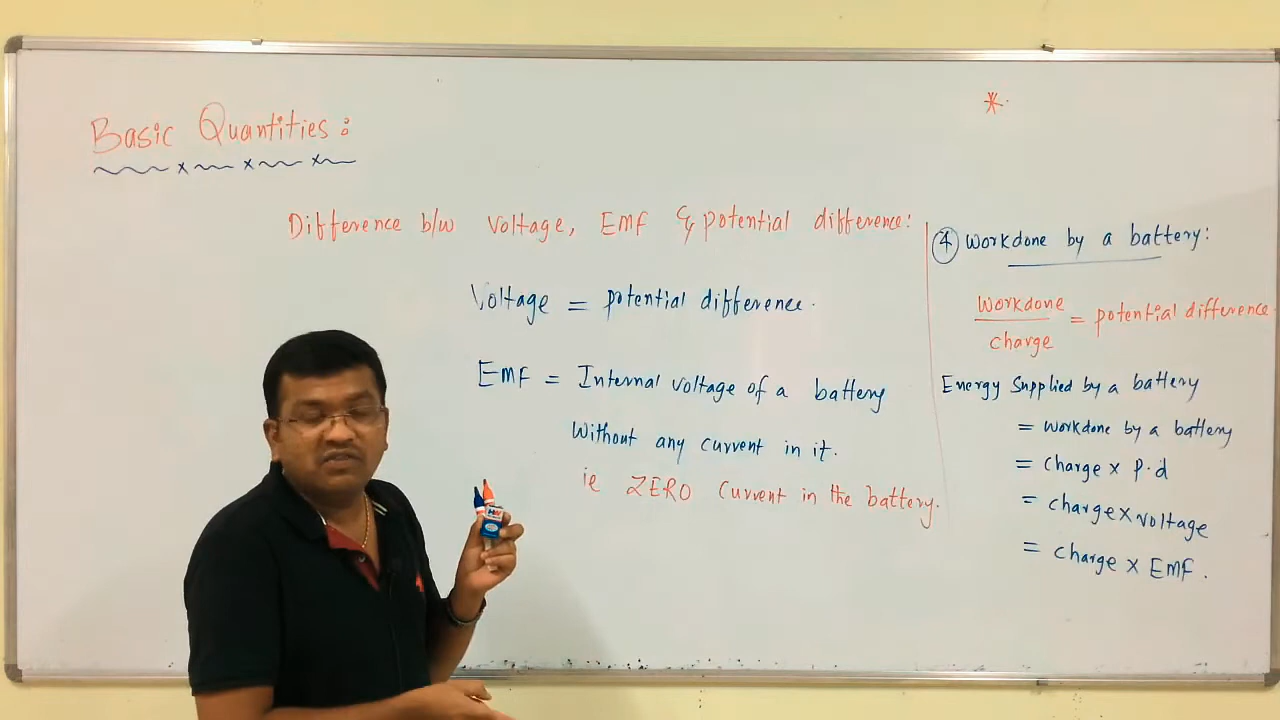 Basic Quantities:
Difference b/w Voltage, Emf & potential difference:
Voltage = potential difference.
Emf = Internal voltage of a battery
Without any current in it.
ie ZERO Current in the battery.
*
④ Workdone by a battery:
Workdone
charge
= potential difference
Energy Supplied by a battery
= workdone by a battery
= charge × P.d
= charge × voltage
= charge × Emf.